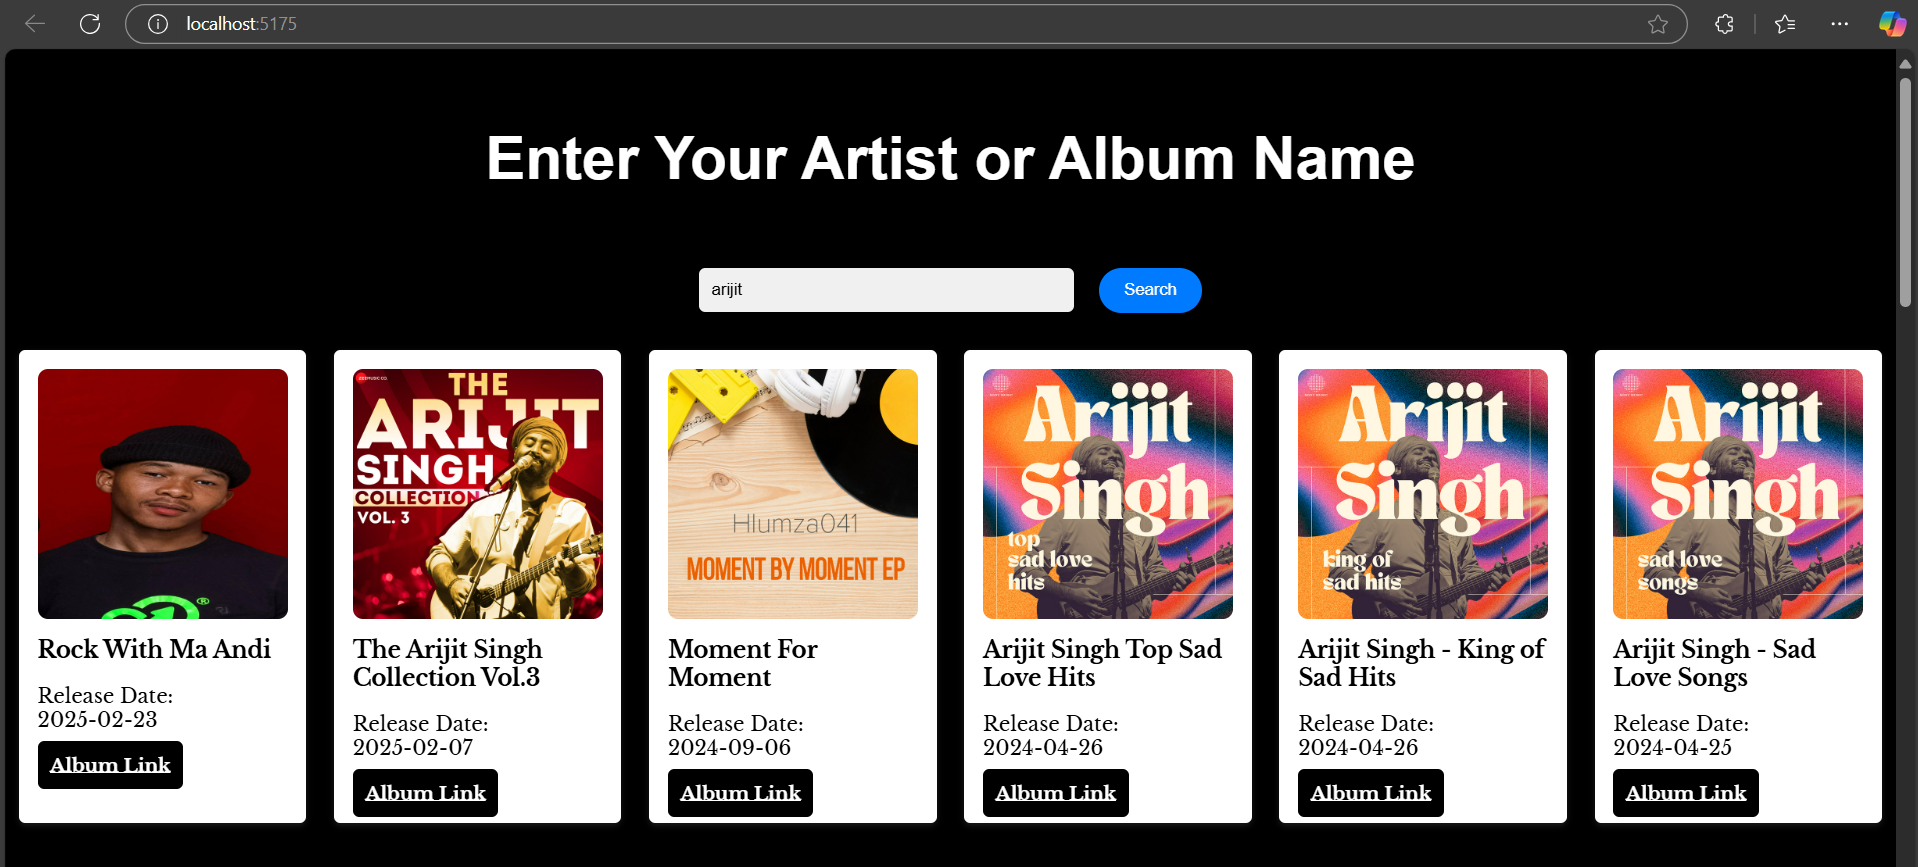 localhost:5175
Enter Your Artist or Album Name
arijit
Search
THE
ARIJIT
SINGH
COLLECTION
VOL. 3
Hlumza041
MOMENT BY MOMENT EP
Arijit
Singh
top
sad love
hits
Arijit
Singh
king of
sad hits
Arijit
Singh
sad love
songs
Rock With Ma Andi
Release Date:
2025-02-23
Album Link
The Arijit Singh
Collection Vol.3
Release Date:
2025-02-07
Album Link
Moment For
Moment
Release Date:
2024-09-06
Album Link
Arijit Singh Top Sad
Love Hits
Release Date:
2024-04-26
Album Link
Arijit Singh - King of
Sad Hits
Release Date:
2024-04-26
Album Link
Arijit Singh - Sad
Love Songs
Release Date:
2024-04-25
Album Link